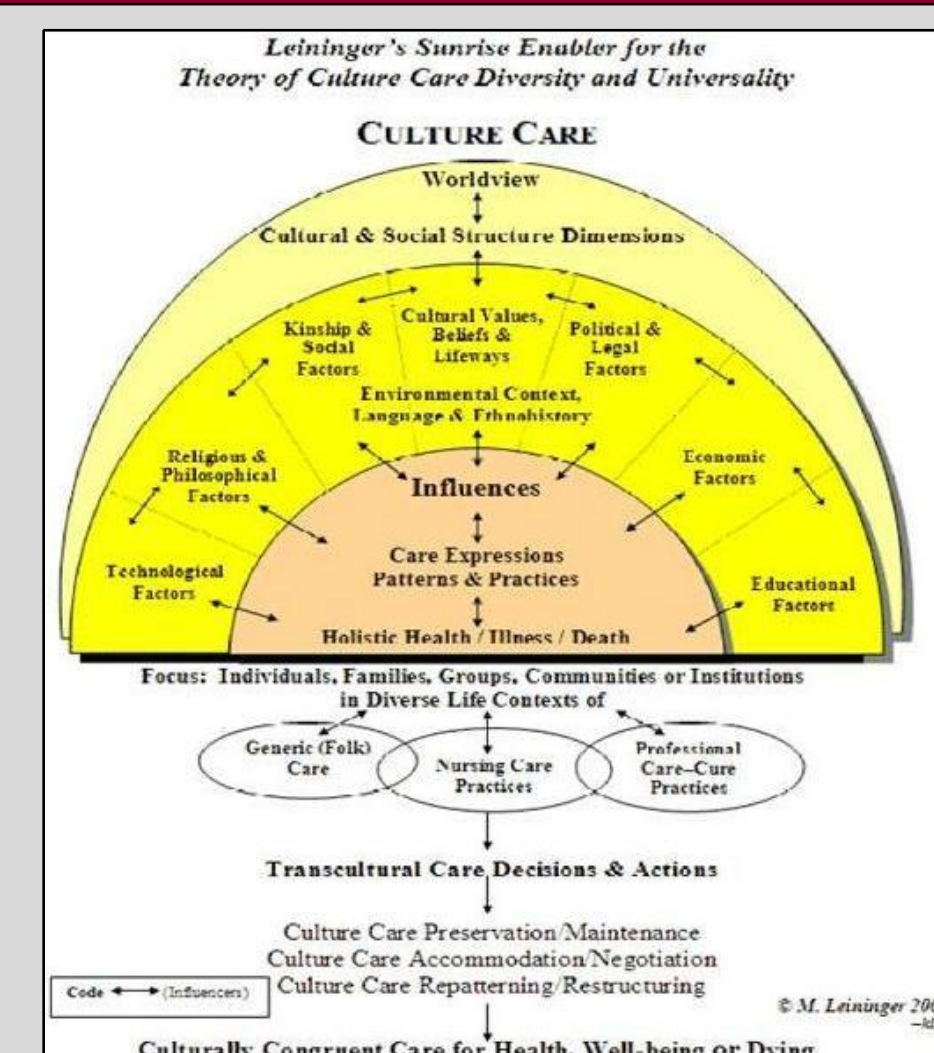 Leininger's Sunrise Enabler for the
Theory of Culture Care Diversity and Universality
CULTURE CARE
Worldview
Cultural & Social Structure Dimensions
Kinship &
Social
Factors
Cultural Values,
Beliefs &
Lifeways
Political &
Legal
Factors
Environmental Context,
Language & Ethnohistory
Religious &
Philosophical
Factors
Economic
Factors
Influences
Care Expressions
Patterns & Practices
Technological
Factors
Educational
Factors
Holistic Health / Illness / Death
Focus: Individuals, Families, Groups, Communities or Institutions
in Diverse Life Contexts of
Generic (Folk)
Care
Nursing Care
Practices
Professional
Care–Cure
Practices
Transcultural Care Decisions & Actions
Culture Care Preservation/Maintenance
Culture Care Accommodation/Negotiation
Culture Care Repatterning/Restructuring
Code (Influencers)
© M. Leininger
Culturally Congruent Care for Health, Well-being or Dying